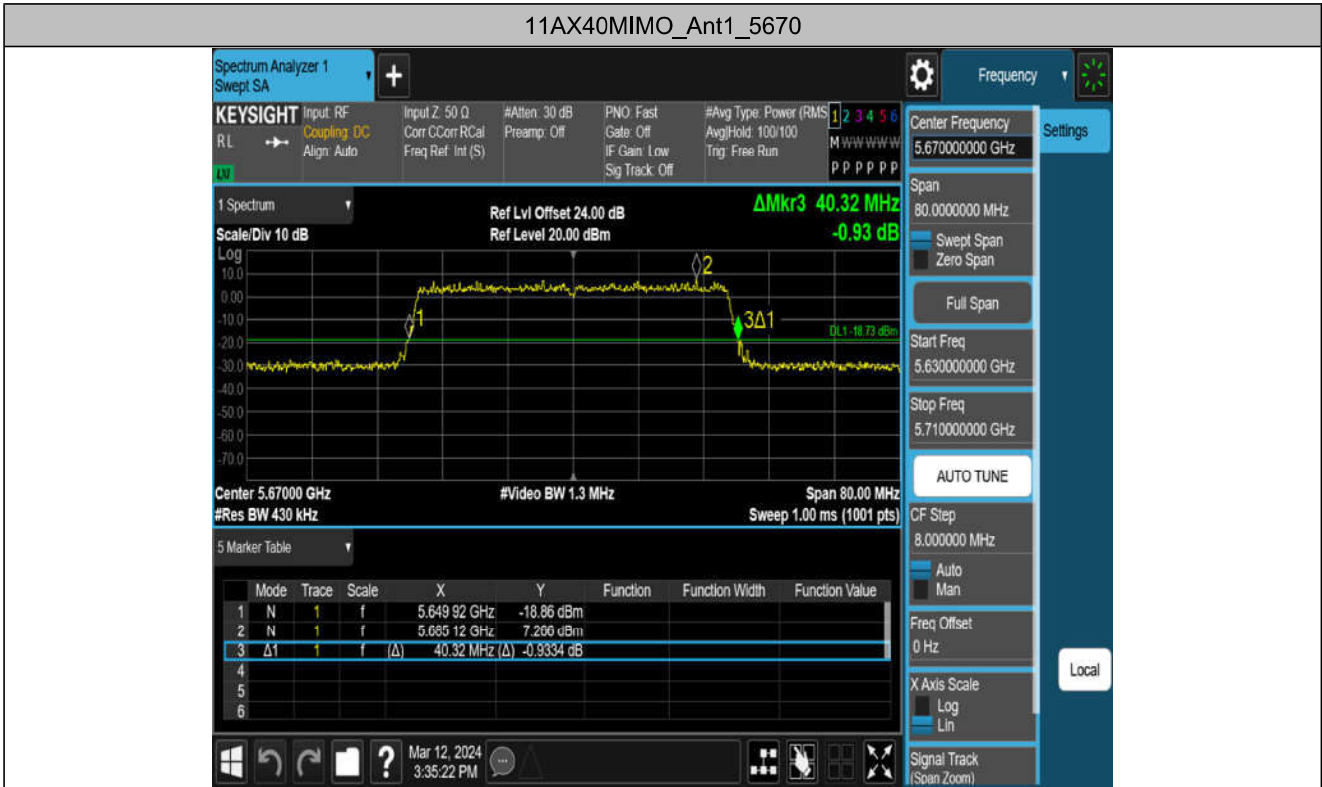 11AX40MIMO_Ant1_5670
Spectrum Analyzer 1
Swept SA
+
Frequency
KEYSIGHT
RL
LXI
Input: RF
Coupling: DC
Align: Auto
Input Z: 50 Ω
Corr CCorr RCal
Freq Ref: Int (S)
#Atten: 30 dB
Preamp: Off
PNO: Fast
Gate: Off
IF Gain: Low
Sig Track: Off
#Avg Type: Power (RMS
Avg|Hold: 100/100
Trig: Free Run
1 2 3 4 5 6
M W W W W W
P P P P P P
Center Frequency
5.670000000 GHz
Settings
Span
80.0000000 MHz
Swept Span
Zero Span
Full Span
Start Freq
5.630000000 GHz
Stop Freq
5.710000000 GHz
AUTO TUNE
CF Step
8.000000 MHz
Auto
Man
Freq Offset
0 Hz
X Axis Scale
Log
Lin
Signal Track
(Span Zoom)
Local
1 Spectrum
Scale/Div 10 dB
Ref Lvl Offset 24.00 dB
Ref Level 20.00 dBm
ΔMkr3 40.32 MHz
-0.93 dB
Log
10.0
0.00
-10.0
-20.0
-30.0
-40.0
-50.0
-60.0
-70.0
1
2
3Δ1
DL1 -18.73 dBm
Center 5.67000 GHz
#Res BW 430 kHz
#Video BW 1.3 MHz
Span 80.00 MHz
Sweep 1.00 ms (1001 pts)
5 Marker Table
Mode Trace Scale X Y Function Function Width Function Value
1 N 1 f 5.649 92 GHz -18.86 dBm
2 N 1 f 5.685 12 GHz 7.266 dBm
3 Δ1 1 f (Δ) 40.32 MHz (Δ) -0.9334 dB
4
5
6
?
Mar 12, 2024
3:35:22 PM